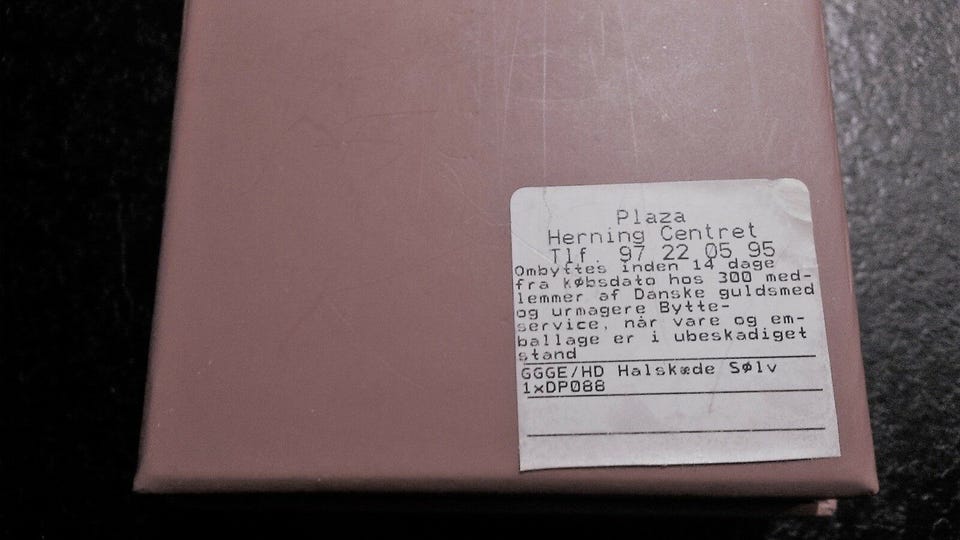 Plaza
Herning Centret
Tlf. 97 22 05 95
Ombyttes inden 14 dage
fra købsdato hos 300 med-
lemmer af Danske guldsmed
og urmagere Bytte-
service, når vare og em-
ballage er i ubeskadiget
stand
GGGE/HD Halskæde Sølv
1xDP088